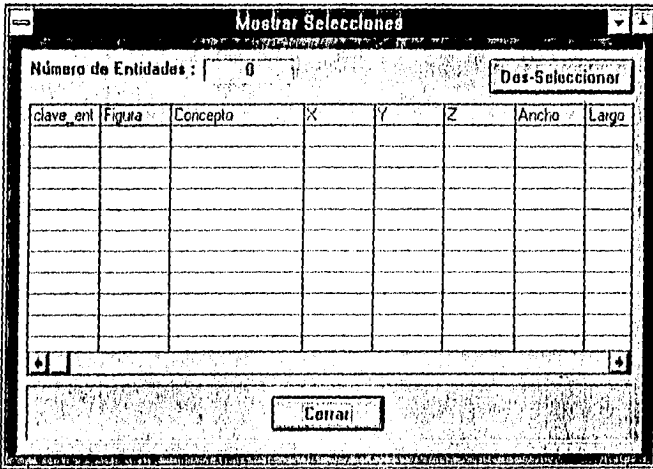 Mostrar Selecciones
Número de Entidades : 0
Des-Seleccionar
clave_ent Figura Concepto X Y Z Ancho Largo
Cerrar